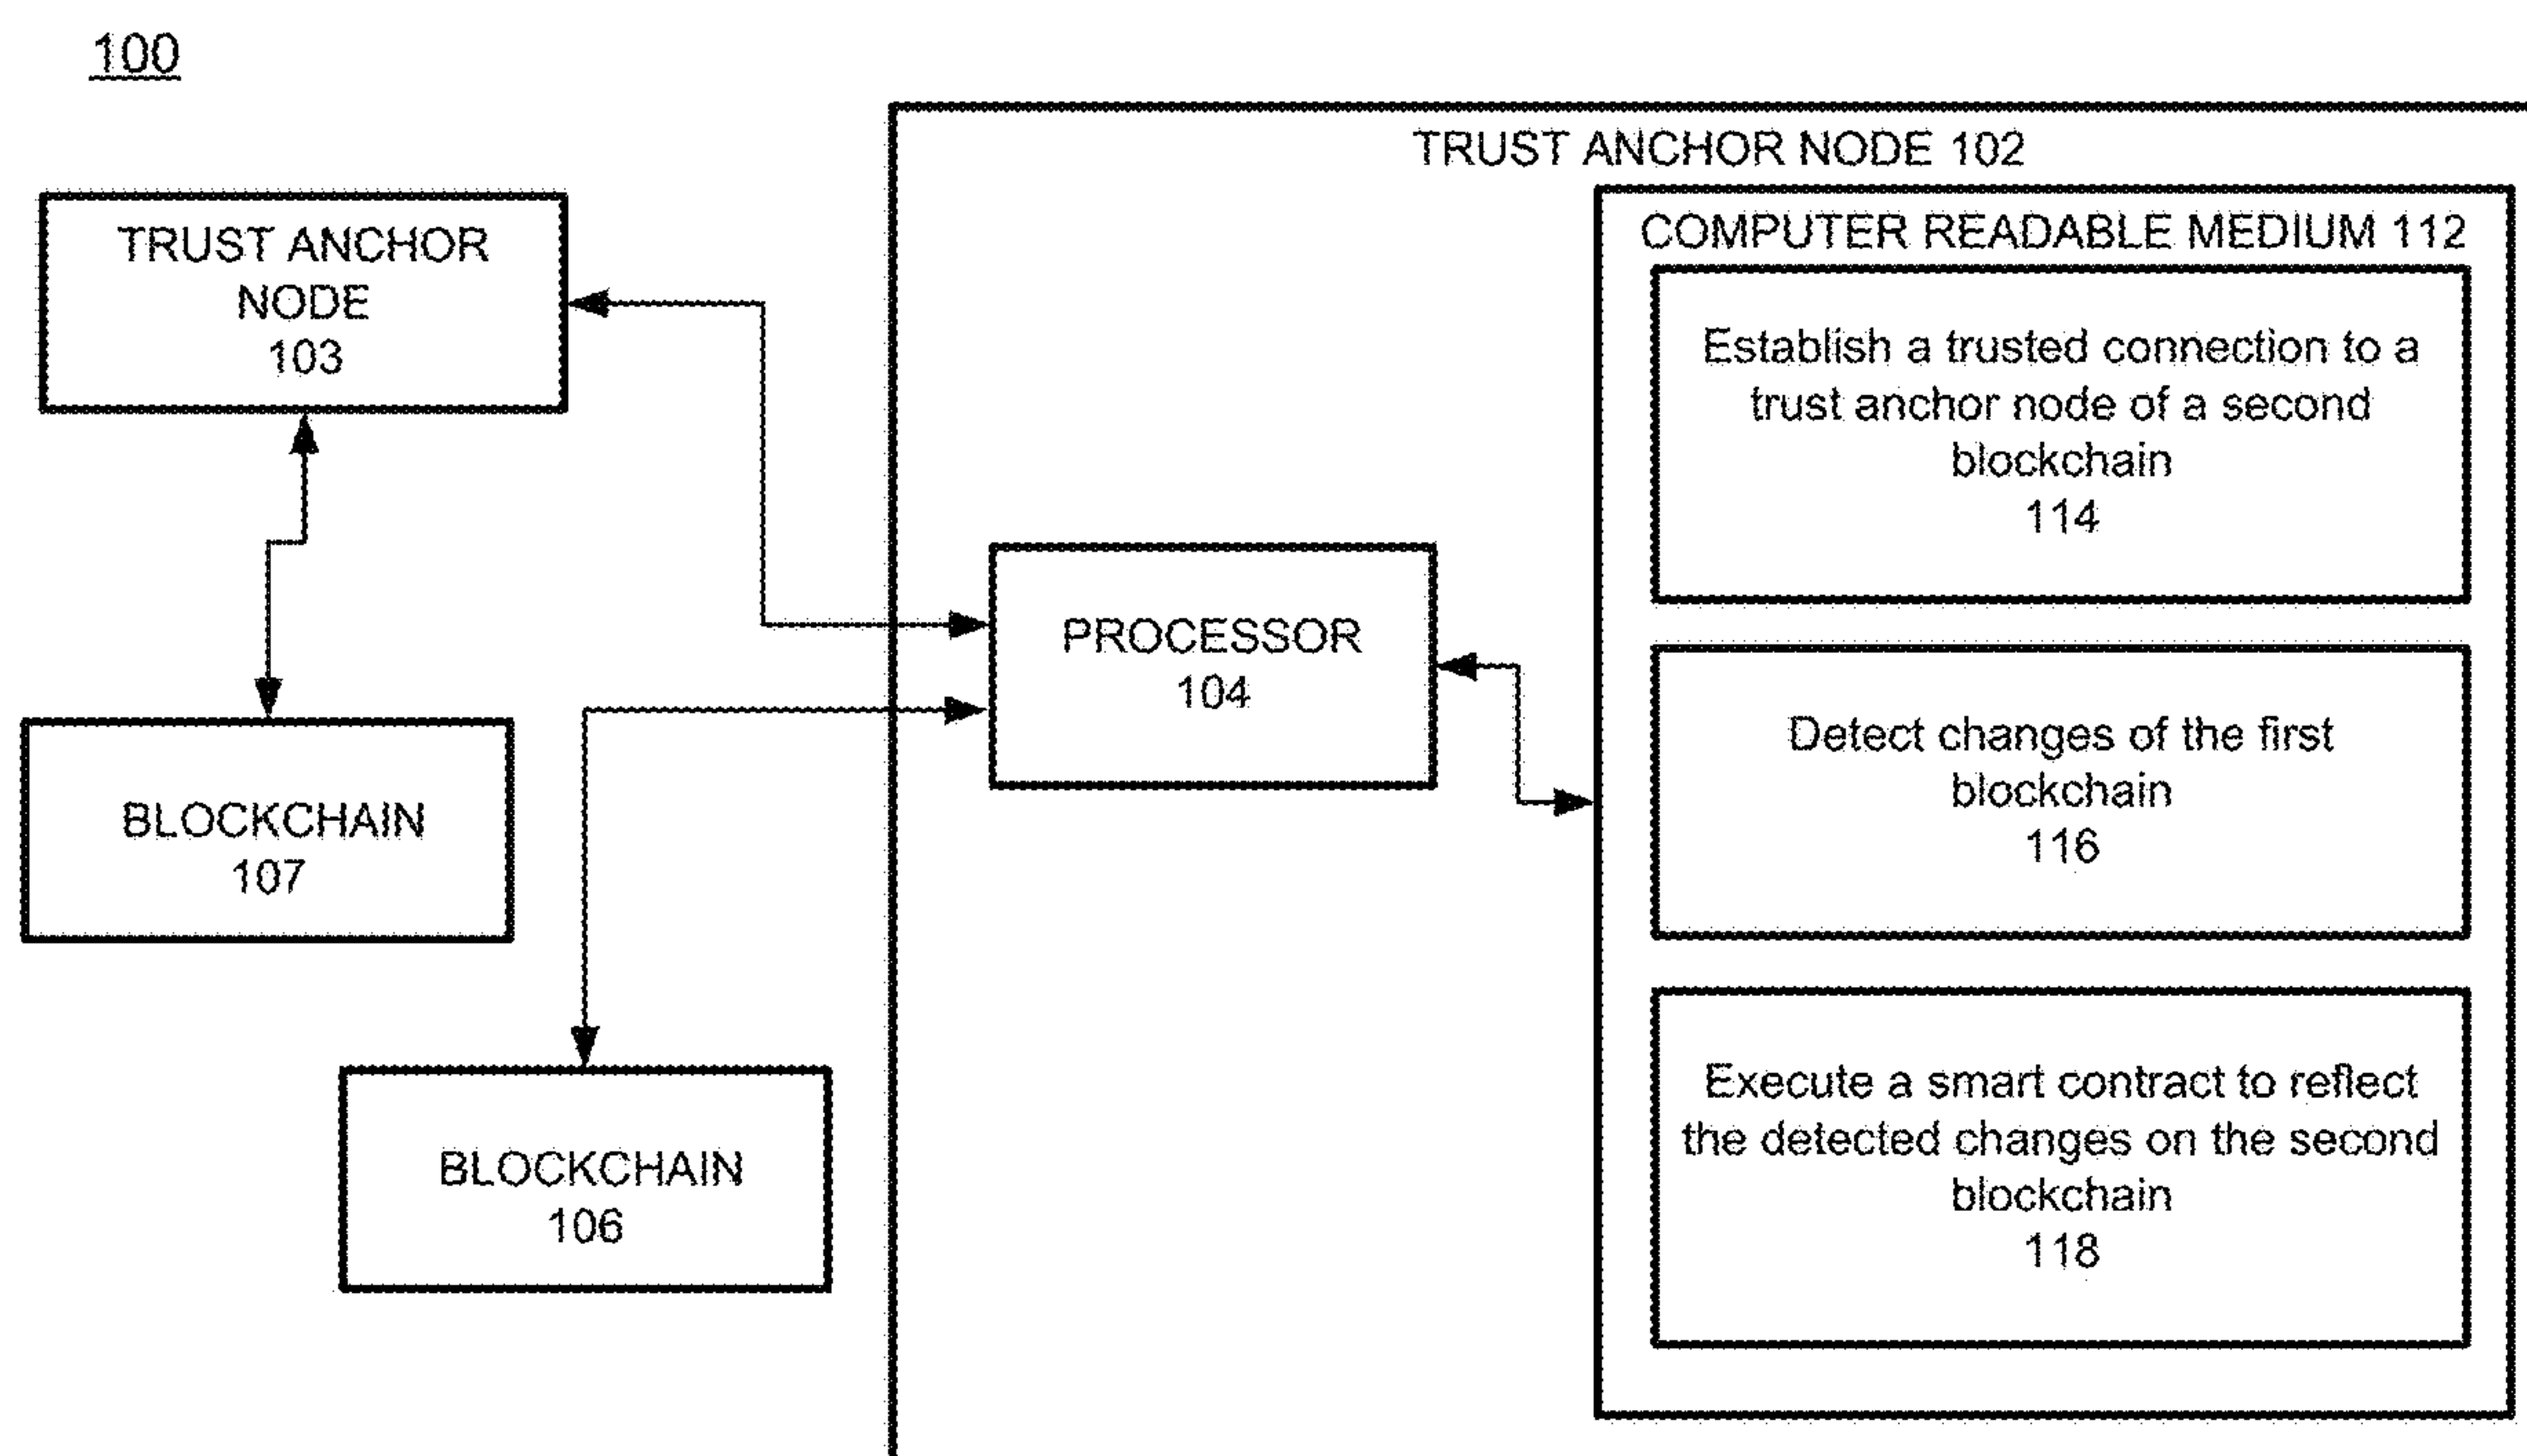 100
TRUST ANCHOR NODE 102
TRUST ANCHOR
NODE
103
BLOCKCHAIN
107
BLOCKCHAIN
106
PROCESSOR
104
COMPUTER READABLE MEDIUM 112
Establish a trusted connection to a
trust anchor node of a second
blockchain
114
Detect changes of the first
blockchain
116
Execute a smart contract to reflect
the detected changes on the second
blockchain
118